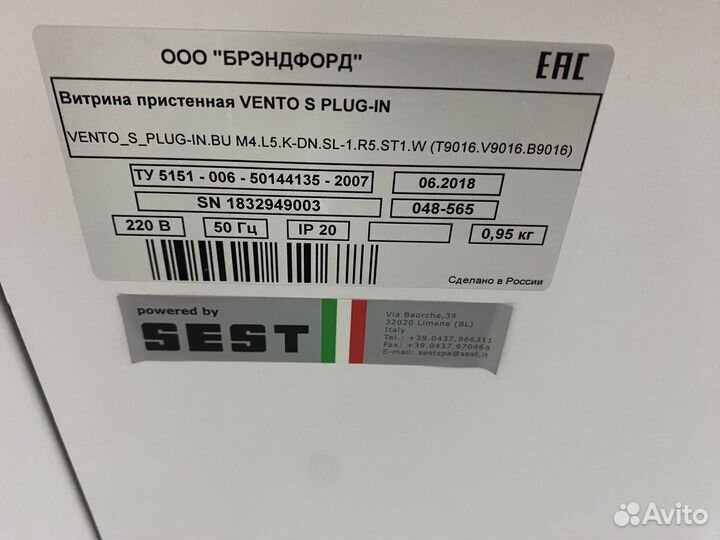 ООО "БРЭНДФОРД"
ЕАС
Витрина пристенная VENTO S PLUG-IN
VENTO_S_PLUG-IN.BU M4.L5.K-DN.SL-1.R5.ST1.W (T9016.V9016.B9016)
ТУ 5151 - 006 - 50144135 - 2007
06.2018
SN 1832949003
048-565
220 В
50 Гц
IP 20
0,95 кг
Сделано в России
powered by
SEST
Via Baorche,39
32020 Limana (BL)
Italy
Tel.: +39.0437.966311
Fax: +39.0437.970468
E-mail: sestspa@sest.it
Avito